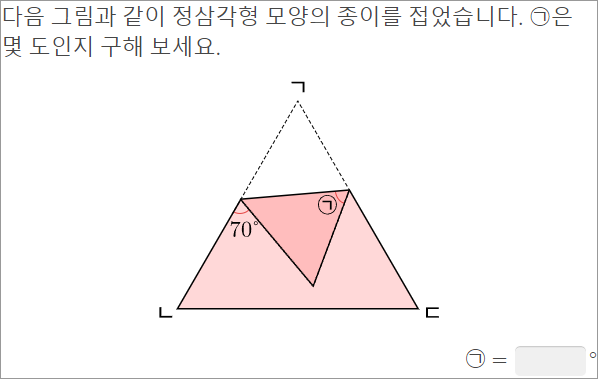 다음 그림과 같이 정삼각형 모양의 종이를 접었습니다. ㉠은
몇 도인지 구해 보세요.
ㄱ
㉠
70°
ㄴ
ㄷ
㉠ = °